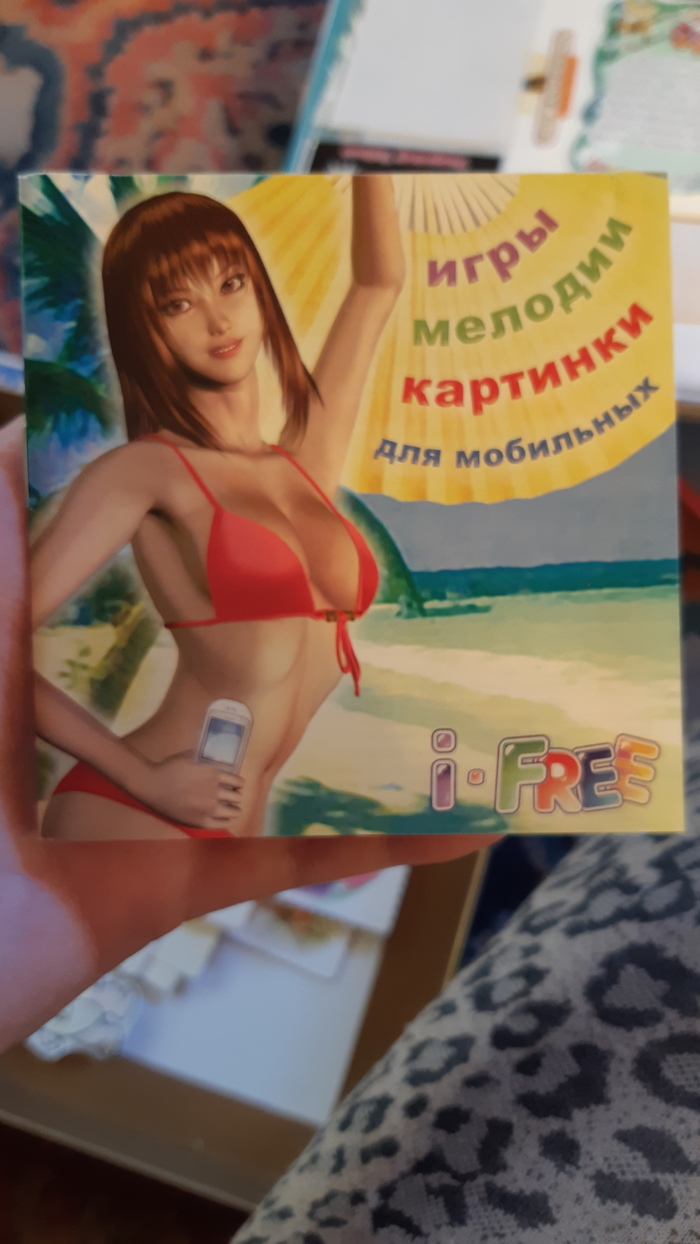 игры
мелодии
картинки
для мобильных
i-FREE